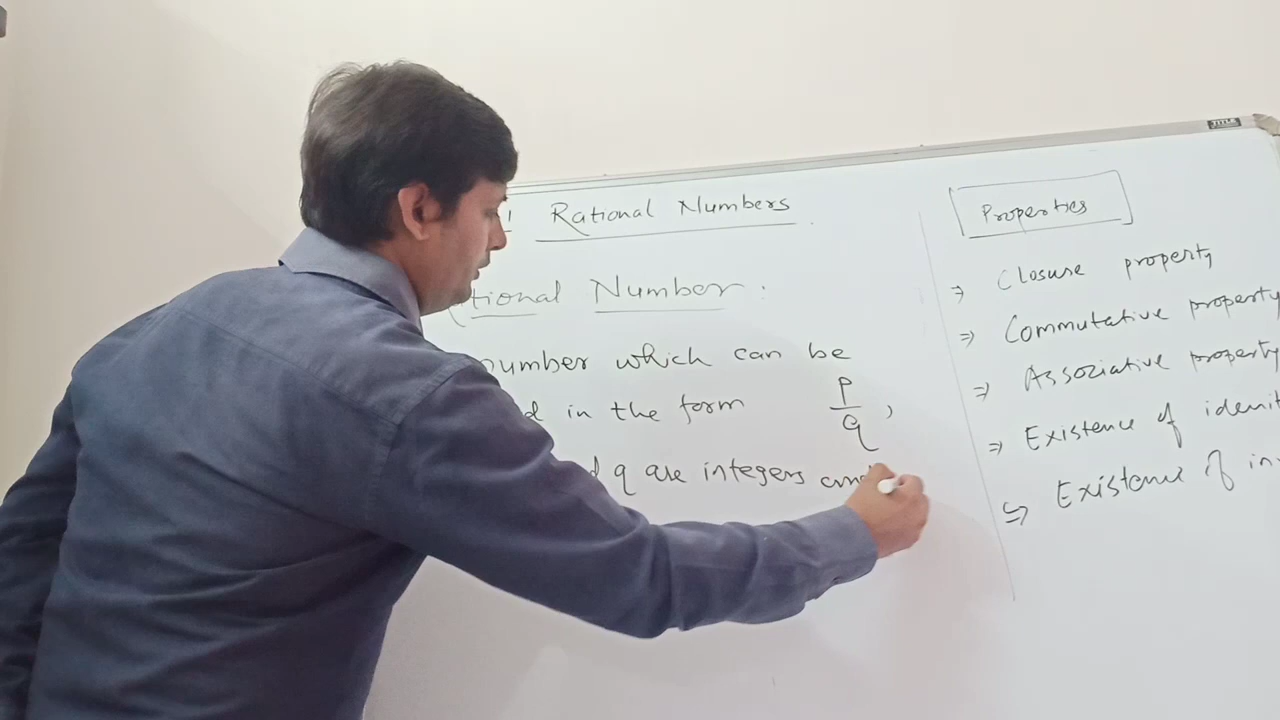 ! Rational Numbers
tional Number:
number which can be
d in the form p/q,
d q are integers and
Properties
⇒ Closure property
⇒ Commutative property
⇒ Associative property
⇒ Existence of idenit
⇒ Existence of in